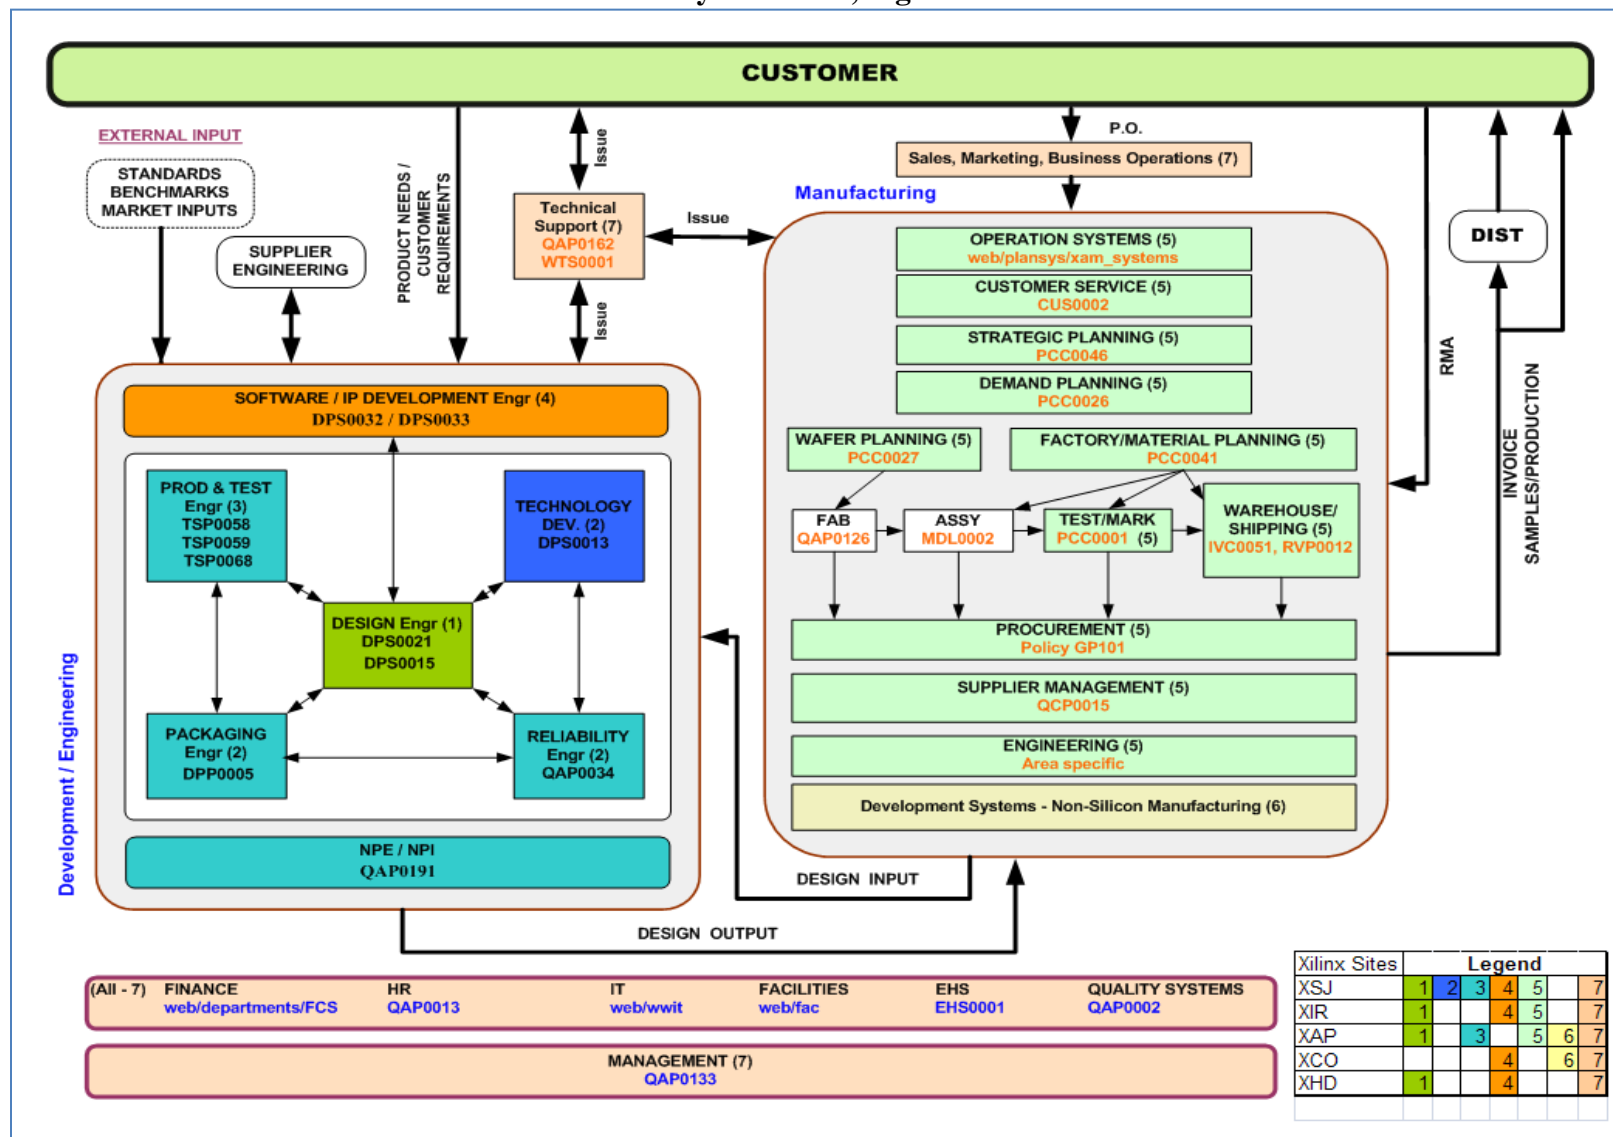 CUSTOMER
EXTERNAL INPUT
STANDARDS
BENCHMARKS
MARKET INPUTS
SUPPLIER
ENGINEERING
PRODUCT NEEDS /
CUSTOMER
REQUIREMENTS
Issue
Technical
Support (7)
QAP0162
WTS0001
Issue
Issue
P.O.
Sales, Marketing, Business Operations (7)
Manufacturing
OPERATION SYSTEMS (5)
web/plansys/xam_systems
CUSTOMER SERVICE (5)
CUS0002
STRATEGIC PLANNING (5)
PCC0046
DEMAND PLANNING (5)
PCC0026
WAFER PLANNING (5)
PCC0027
FACTORY/MATERIAL PLANNING (5)
PCC0041
FAB
QAP0126
ASSY
MDL0002
TEST/MARK
PCC0001 (5)
WAREHOUSE/
SHIPPING (5)
IVC0051, RVP0012
PROCUREMENT (5)
Policy GP101
SUPPLIER MANAGEMENT (5)
QCP0015
ENGINEERING (5)
Area specific
Development Systems - Non-Silicon Manufacturing (6)
RMA
DIST
INVOICE
SAMPLES/PRODUCTION
Development / Engineering
SOFTWARE / IP DEVELOPMENT Engr (4)
DPS0032 / DPS0033
PROD & TEST
Engr (3)
TSP0058
TSP0059
TSP0068
TECHNOLOGY
DEV. (2)
DPS0013
DESIGN Engr (1)
DPS0021
DPS0015
PACKAGING
Engr (2)
DPP0005
RELIABILITY
Engr (2)
QAP0034
NPE / NPI
QAP0191
DESIGN INPUT
DESIGN OUTPUT
(All - 7) FINANCE HR IT FACILITIES EHS QUALITY SYSTEMS
web/departments/FCS QAP0013 web/wwit web/fac EHS0001 QAP0002
MANAGEMENT (7)
QAP0133
Xilinx Sites Legend
XSJ 1 2 3 4 5 7
XIR 1 4 5 7
XAP 1 3 5 6 7
XCO 4 6 7
XHD 1 4 7